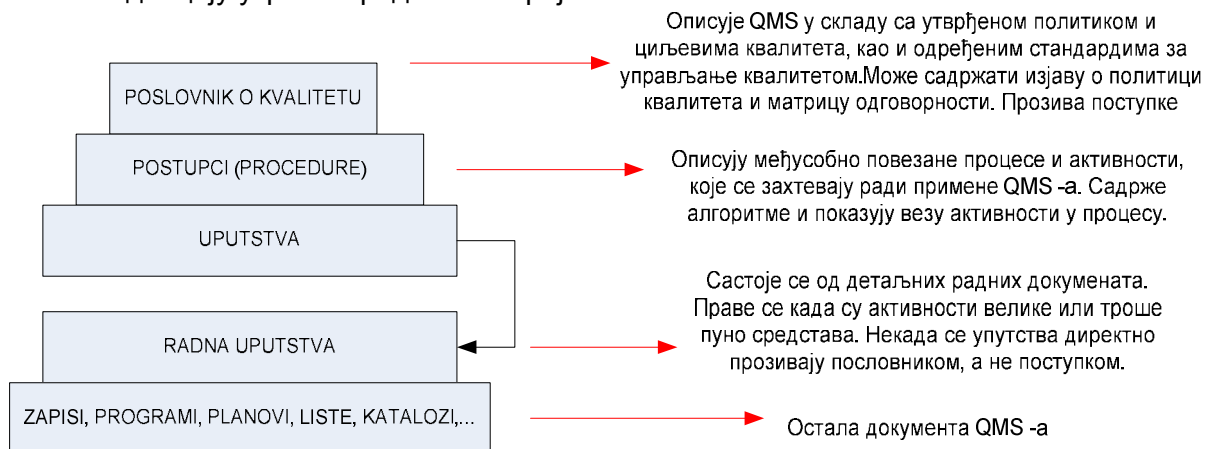 Описује QMS у складу са утврђеном политиком и
циљевима квалитета, као и одређеним стандардима за
управљање квалитетом.Може садржати изјаву о политици
квалитета и матрицу одговорности. Прозива поступке
POSLOVNIK O KVALITETU
POSTUPCI (PROCEDURE)
Описују међусобно повезане процесе и активности,
које се захтевају ради примене QMS -а. Садрже
алгоритме и показују везу активности у процесу.
UPUTSTVA
Састоје се од детаљних радних докумената.
Праве се када су активности велике или троше
пуно средстава. Некада се упутства директно
прозивају пословником, а не поступком.
RADNA UPUTSTVA
ZAPISI, PROGRAMI, PLANOVI, LISTE, KATALOZI,...
Остала документа QMS -а